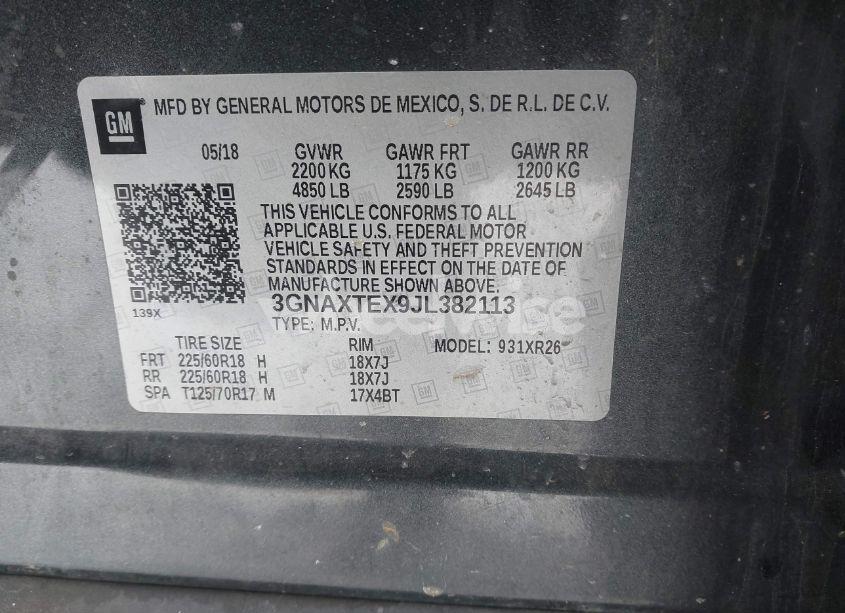 GM
MFD BY GENERAL MOTORS DE MEXICO, S. DE R.L. DE C.V.
05/18 GVWR GAWR FRT GAWR RR
2200 KG 1175 KG 1200 KG
4850 LB 2590 LB 2645 LB
THIS VEHICLE CONFORMS TO ALL
APPLICABLE U.S. FEDERAL MOTOR
VEHICLE SAFETY AND THEFT PREVENTION
STANDARDS IN EFFECT ON THE DATE OF
MANUFACTURE SHOWN ABOVE.
139X
3GNAXTEX9JL382113
TYPE: M.P.V.
TIRE SIZE RIM MODEL: 931XR26
FRT 225/60R18 H 18X7J
RR 225/60R18 H 18X7J
SPA T125/70R17 M 17X4BT